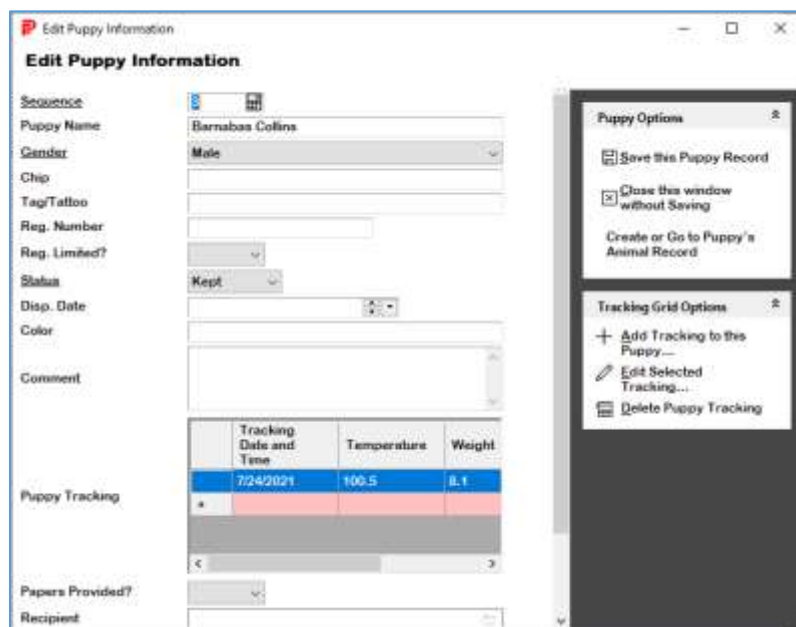 Edit Puppy Information
Edit Puppy Information
Sequence
Puppy Name Barnabas Collins
Gender Male
Chip
Tag/Tattoo
Reg. Number
Reg. Limited?
Status Kept
Disp. Date
Color
Comment
Puppy Tracking
Tracking Date and Time Temperature Weight
7/24/2021 100.5 8.1
*
Papers Provided?
Recipient
Puppy Options
Save this Puppy Record
Close this window
without Saving
Create or Go to Puppy's
Animal Record
Tracking Grid Options
Add Tracking to this
Puppy...
Edit Selected
Tracking...
Delete Puppy Tracking